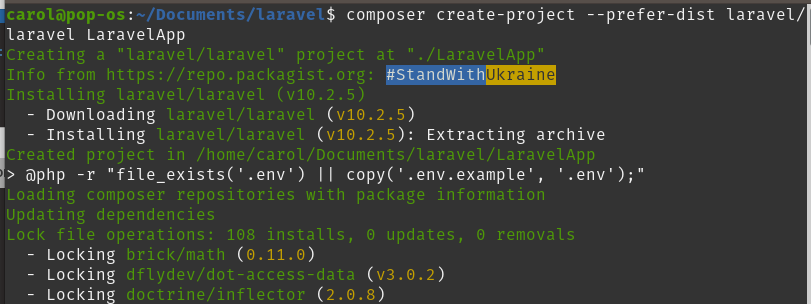 carol@pop-os:~/Documents/laravel$ composer create-project --prefer-dist laravel/
laravel LaravelApp
Creating a "laravel/laravel" project at "./LaravelApp"
Info from https://repo.packagist.org: #StandWithUkraine
Installing laravel/laravel (v10.2.5)
  - Downloading laravel/laravel (v10.2.5)
  - Installing laravel/laravel (v10.2.5): Extracting archive
Created project in /home/carol/Documents/laravel/LaravelApp
> @php -r "file_exists('.env') || copy('.env.example', '.env');"
Loading composer repositories with package information
Updating dependencies
Lock file operations: 108 installs, 0 updates, 0 removals
  - Locking brick/math (0.11.0)
  - Locking dflydev/dot-access-data (v3.0.2)
  - Locking doctrine/inflector (2.0.8)